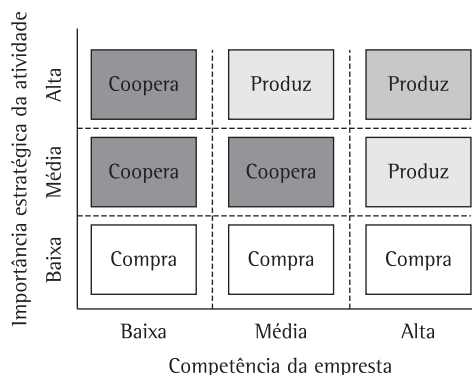 Importância estratégica da atividade
Alta
Coopera
Produz
Produz
Média
Coopera
Coopera
Produz
Baixa
Compra
Compra
Compra
Baixa
Média
Alta
Competência da empresta